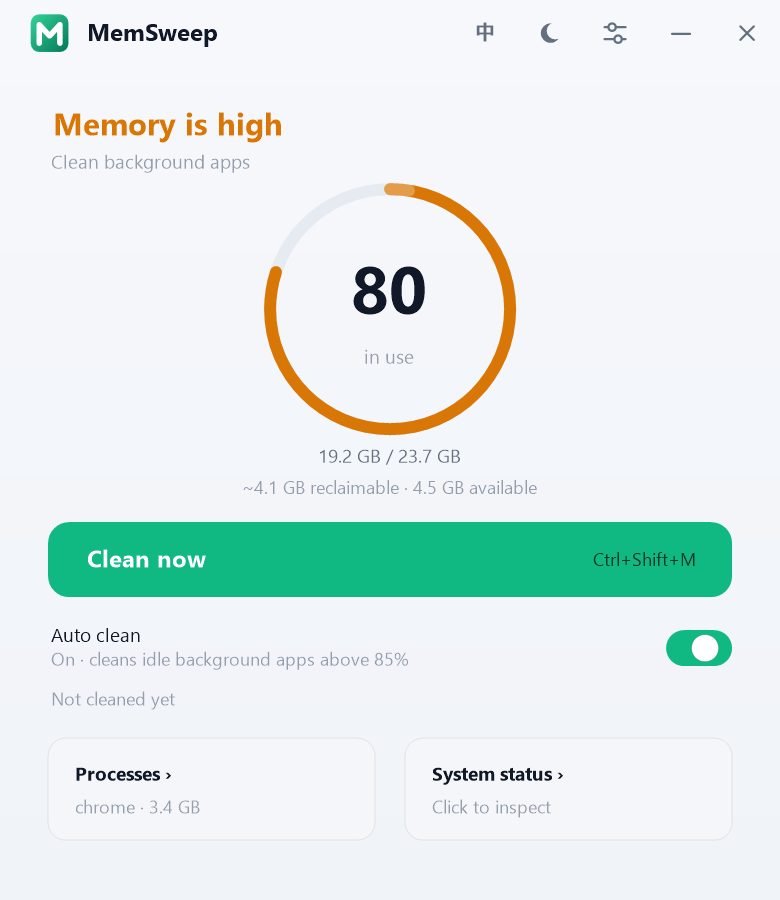 MemSweep
中
Memory is high
Clean background apps
80
in use
19.2 GB / 23.7 GB
~4.1 GB reclaimable · 4.5 GB available
Clean now
Ctrl+Shift+M
Auto clean
On · cleans idle background apps above 85%
Not cleaned yet
Processes ›
chrome · 3.4 GB
System status ›
Click to inspect